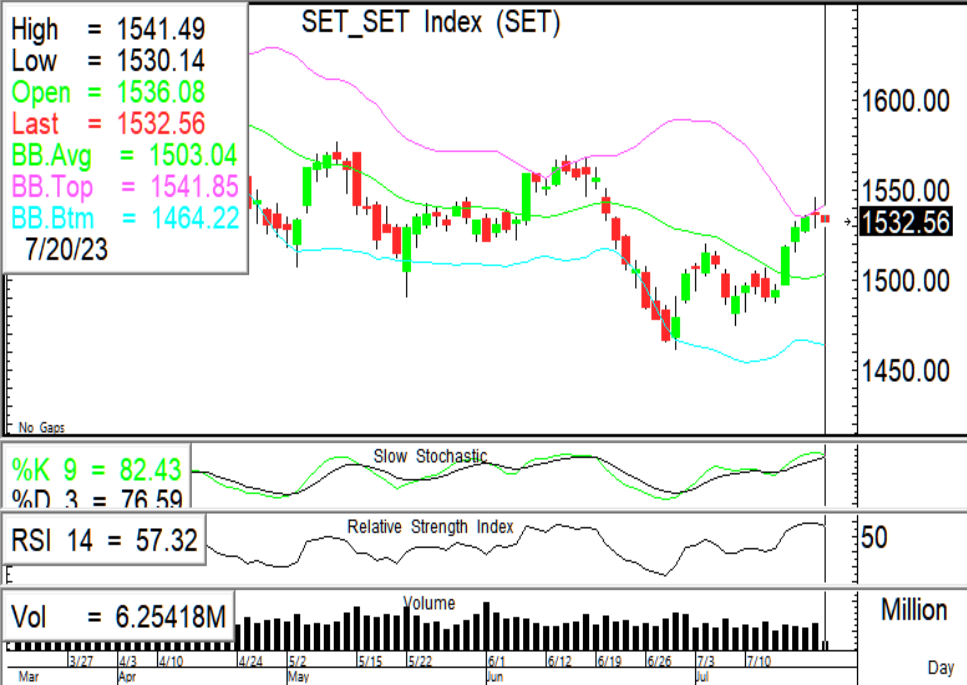 SET_SET Index (SET)
High = 1541.49
Low = 1530.14
Open = 1536.08
Last = 1532.56
BB.Avg = 1503.04
BB.Top = 1541.85
BB.Btm = 1464.22
7/20/23
1600.00
1550.00
1532.56
1500.00
1450.00
No Gaps
Slow Stochastic
%K 9 = 82.43
%D 3 = 76.59
Relative Strength Index
RSI 14 = 57.32
50
Volume
Vol = 6.25418M
Million
3/27 4/3 4/10 4/24 5/2 5/15 5/22 6/1 6/12 6/19 6/26 7/3 7/10
Mar Apr May Jun Jul
Day